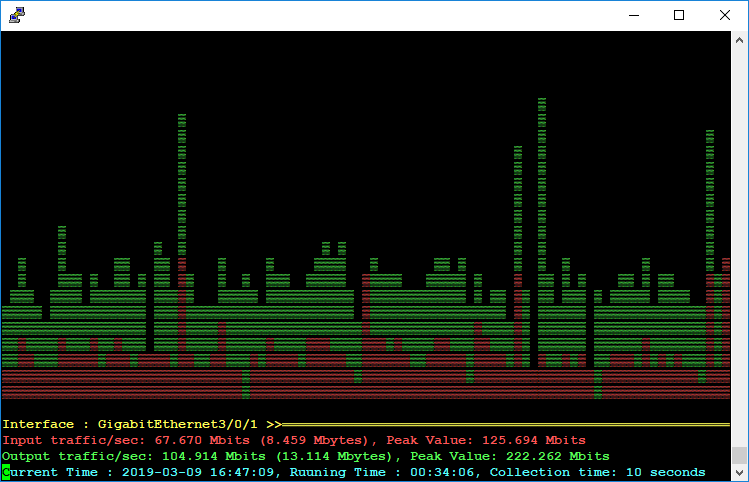 Interface : GigabitEthernet3/0/1 >>
Input traffic/sec: 67.670 Mbits (8.459 Mbytes), Peak Value: 125.694 Mbits
Output traffic/sec: 104.914 Mbits (13.114 Mbytes), Peak Value: 222.262 Mbits
Current Time : 2019-03-09 16:47:09, Ruuning Time : 00:34:06, Collection time: 10 seconds